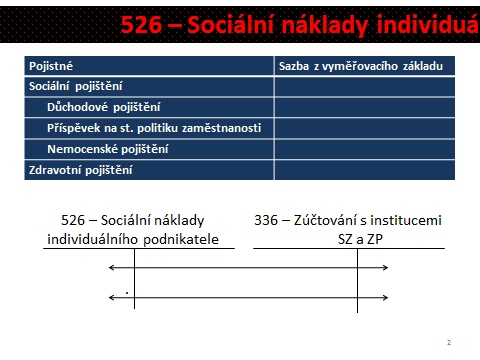 526 – Sociální náklady individuá
Pojistné Sazba z vyměřovacího základu
Sociální pojištění
Důchodové pojištění
Příspěvek na st. politiku zaměstnanosti
Nemocenské pojištění
Zdravotní pojištění
526 – Sociální náklady
individuálního podnikatele
336 – Zúčtování s institucemi
SZ a ZP
.
2